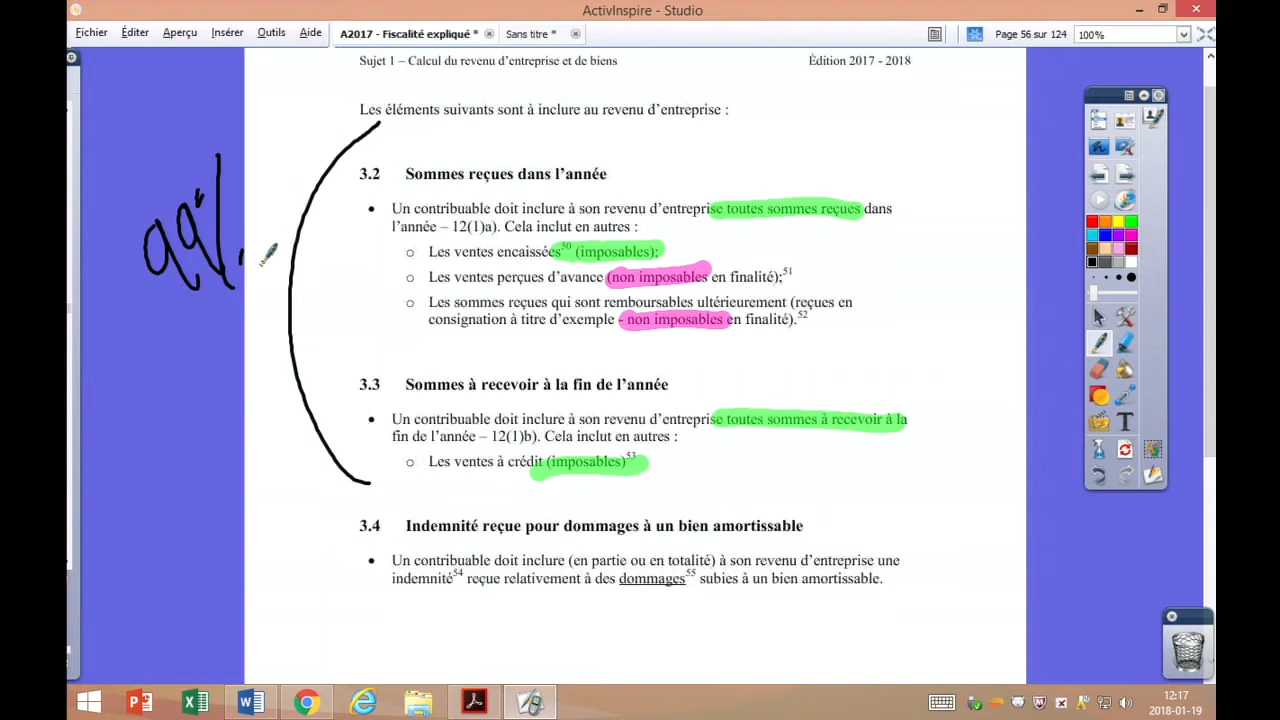 ActivInspire - Studio
Fichier Éditer Aperçu Insérer Outils Aide
A2017 - Fiscalité expliqué * Sans titre *
Page 56 sur 124 100%
Sujet 1 – Calcul du revenu d’entreprise et de biens Édition 2017 - 2018
Les éléments suivants sont à inclure au revenu d’entreprise :
3.2 Sommes reçues dans l’année
• Un contribuable doit inclure à son revenu d’entreprise toutes sommes reçues dans
l’année – 12(1)a). Cela inclut en autres :
o Les ventes encaissées50 (imposables);
o Les ventes perçues d’avance (non imposables en finalité);51
o Les sommes reçues qui sont remboursables ultérieurement (reçues en
consignation à titre d’exemple - non imposables en finalité).52
99%
3.3 Sommes à recevoir à la fin de l’année
• Un contribuable doit inclure à son revenu d’entreprise toutes sommes à recevoir à la
fin de l’année – 12(1)b). Cela inclut en autres :
o Les ventes à crédit (imposables)53
3.4 Indemnité reçue pour dommages à un bien amortissable
• Un contribuable doit inclure (en partie ou en totalité) à son revenu d’entreprise une
indemnité54 reçue relativement à des dommages55 subies à un bien amortissable.
12:17
2018-01-19